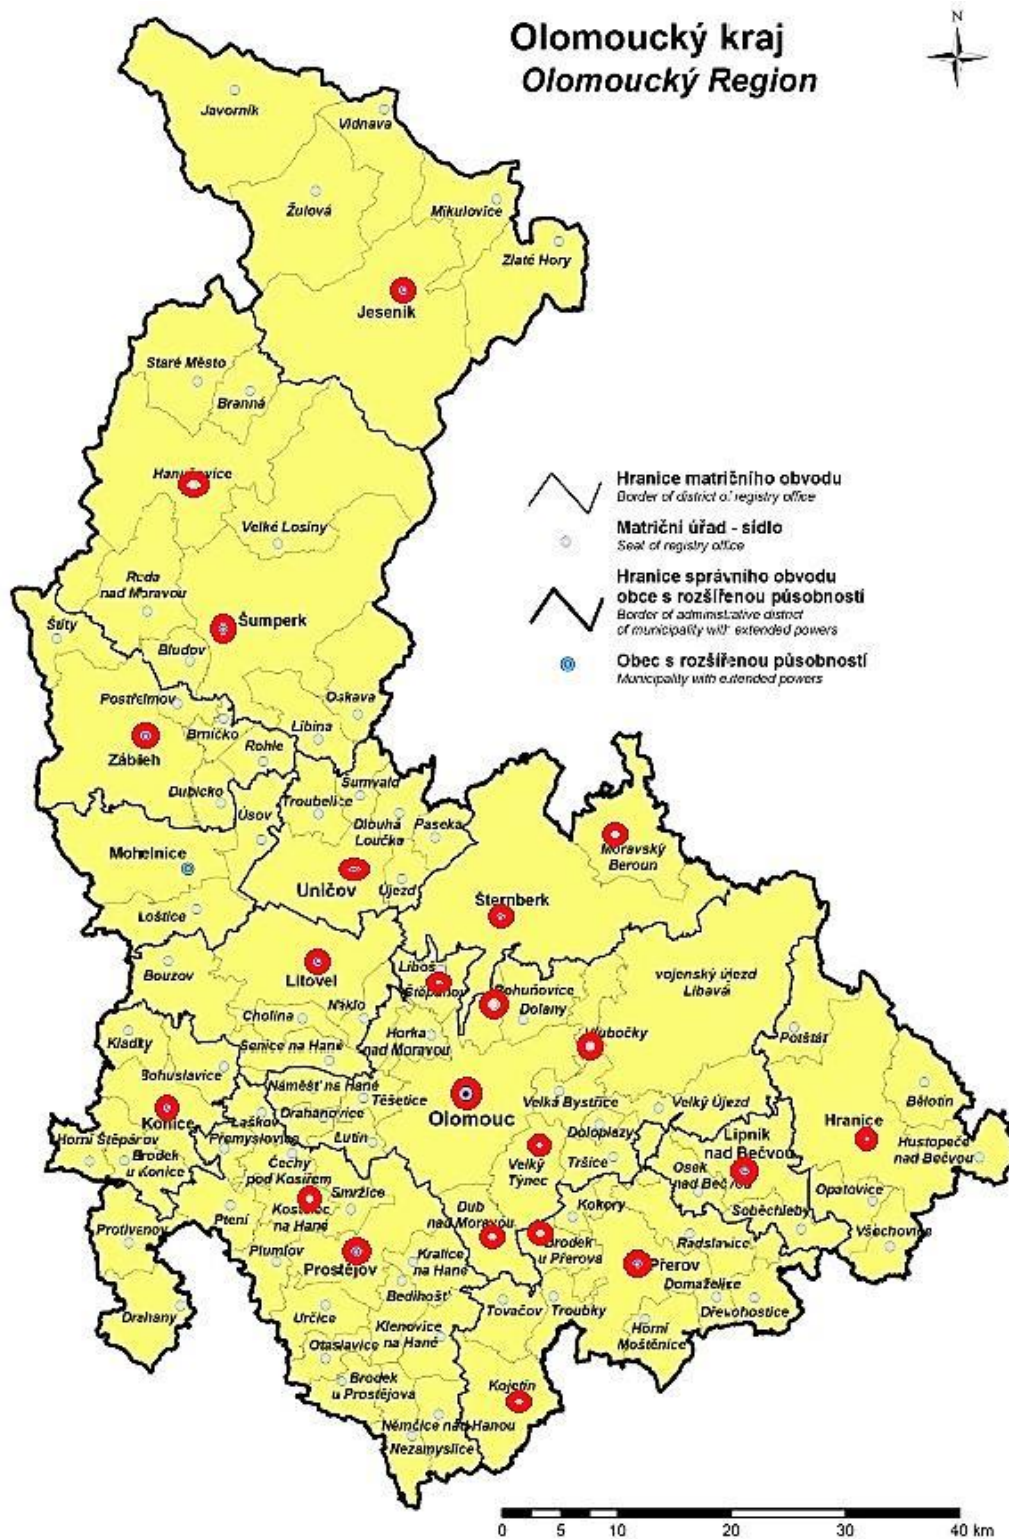 Olomoucký kraj
Olomoucký Region
N
Javorník
Vidnava
Žulová
Mikulovice
Zlaté Hory
Jeseník
Staré Město
Branná
Hanušovice
Velké Losiny
Hranice matričního obvodu
Border of district of registry office
Matriční úřad - sídlo
Seat of registry office
Hranice správního obvodu
obce s rozšířenou působností
Border of administrative district
of municipality with extended powers
Obec s rozšířenou působností
Municipality with extended powers
Ruda
nad Moravou
Štíty
Šumperk
Bludov
Postřelmov
Oskava
Brníčko
Libina
Rohle
Zábřeh
Dubicko
Úsov
Šumvald
Troubelice
Dlouhá
Loučka
Paseka
Moravský
Beroun
Mohelnice
Uničov
Újezd
Šternberk
Loštice
Bouzov
Litovel
Liboš
Štěpánov
Bohuňovice
Dolany
vojenský újezd
Libavá
Náklo
Cholina
Senice na Hané
Horka
nad Moravou
Hlubočky
Potštát
Kladky
Bohuslavice
Náměšť na Hané
Těšetice
Drahanovice
Olomouc
Velká Bystřice
Velký Újezd
Bělotín
Konice
Laškov
Přemyslovice
Lutín
Doloplazy
Lipník
nad Bečvou
Hranice
Hustopeče
nad Bečvou
Horní Štěpánov
Brodek
u Konice
Čechy
pod Kosířem
Velký
Týnec
Tršice
Osek
nad Bečvou
Opatovice
Smržice
Kostelec
na Hané
Dub
nad Moravou
Kokory
Soběchleby
Všechovice
Ptení
Protivanov
Plumlov
Prostějov
Kralice
na Hané
Brodek
u Přerova
Radslavice
Přerov
Domaželice
Bedihošť
Tovačov
Troubky
Dřevohostice
Drahany
Určice
Klenovice
na Hané
Horní
Moštěnice
Otaslavice
Brodek
u Prostějova
Kojetín
Němčice nad Hanou
Nezamyslice
0 5 10 20 30 40 km